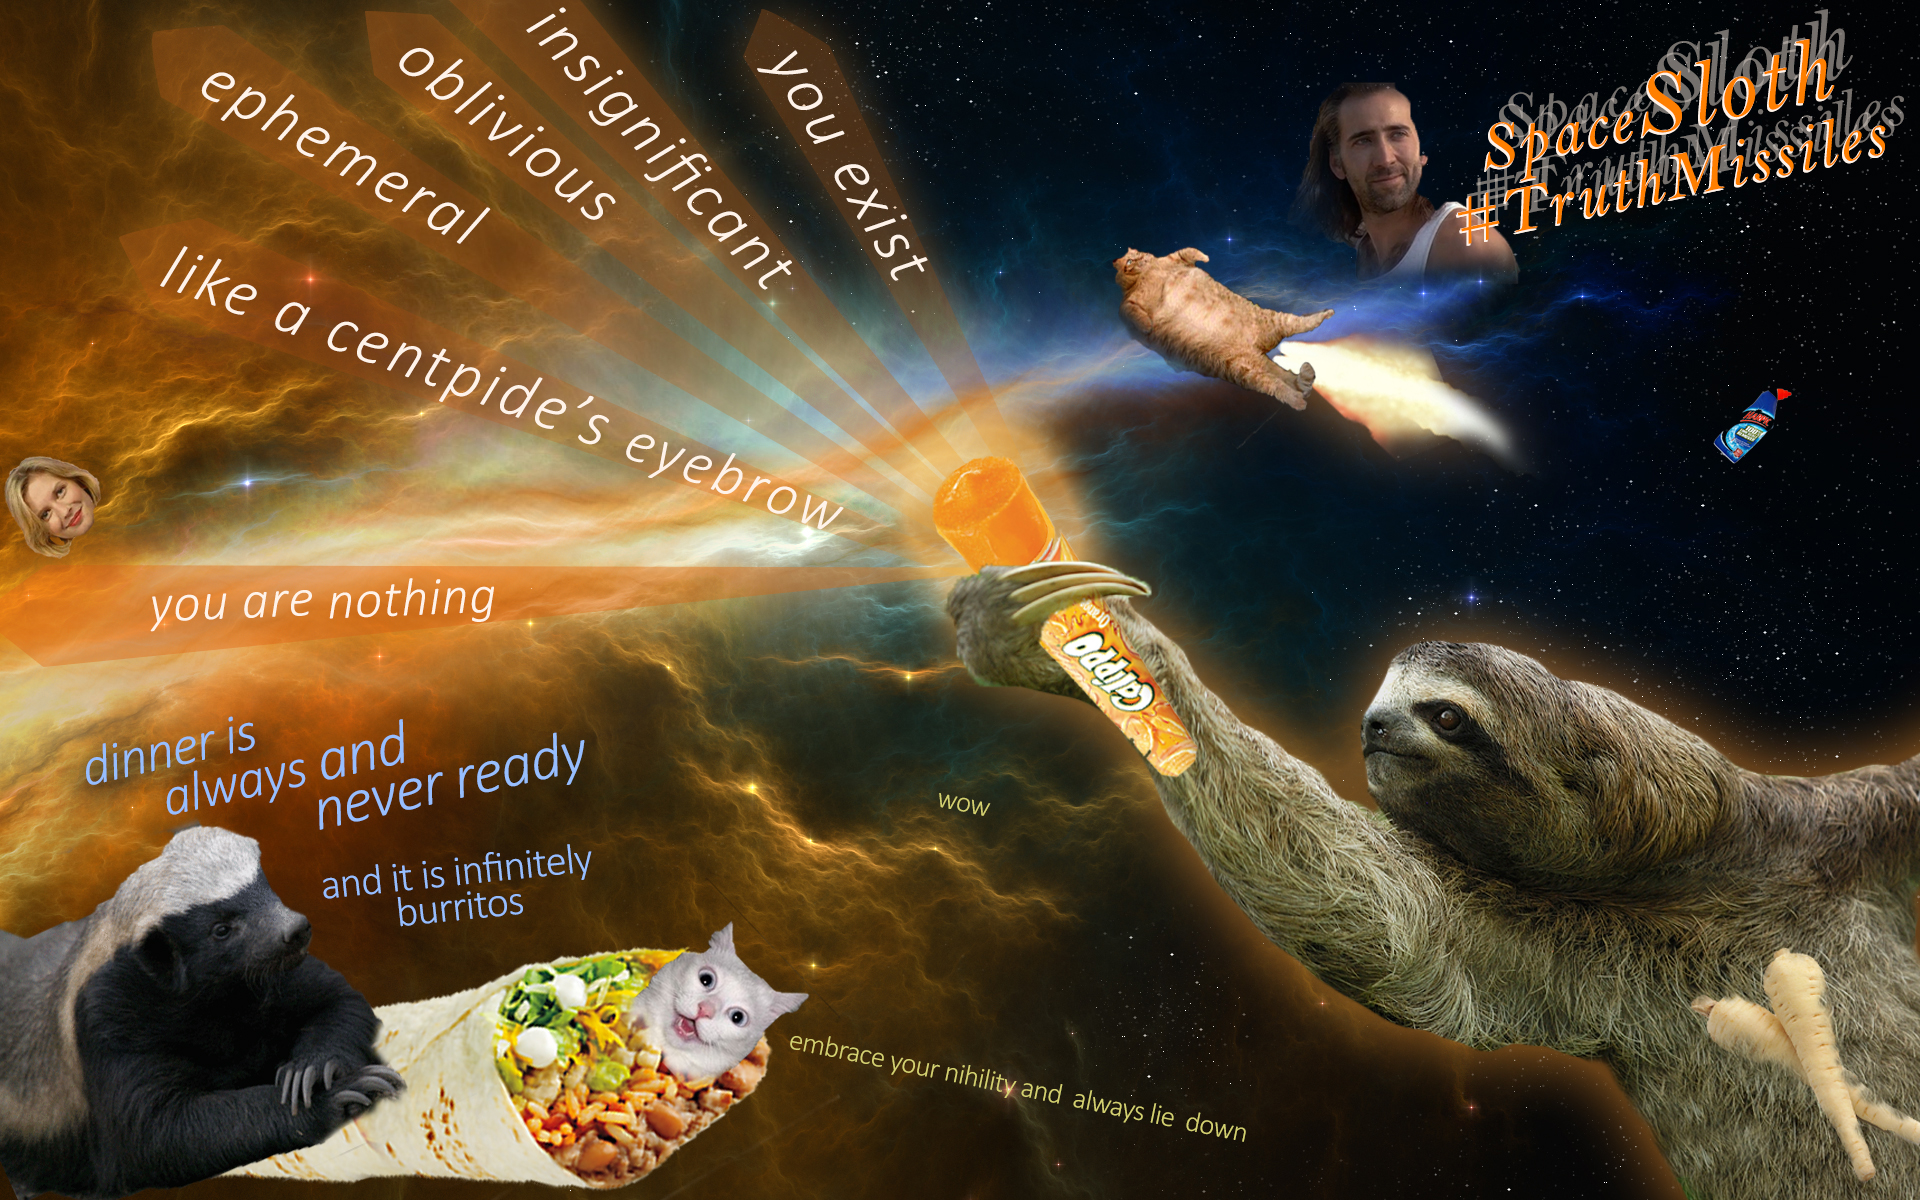 SpaceSloth
#TruthMissiles
you exist
insignificant
oblivious
ephemeral
like a centpide's eyebrow
you are nothing
Calippo
dinner is
always and
never ready
and it is infinitely
burritos
wow
embrace your nihility and always lie down